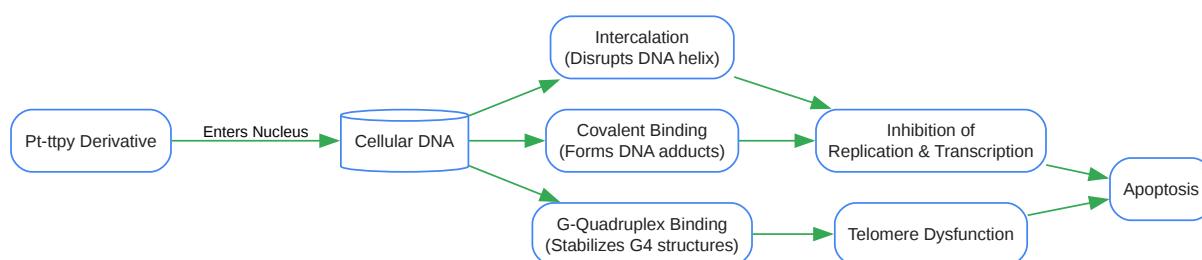 Pt-ttpy Derivative
Enters Nucleus
Cellular DNA
Intercalation
(Disrupts DNA helix)
Covalent Binding
(Forms DNA adducts)
G-Quadruplex Binding
(Stabilizes G4 structures)
Inhibition of
Replication & Transcription
Telomere Dysfunction
Apoptosis